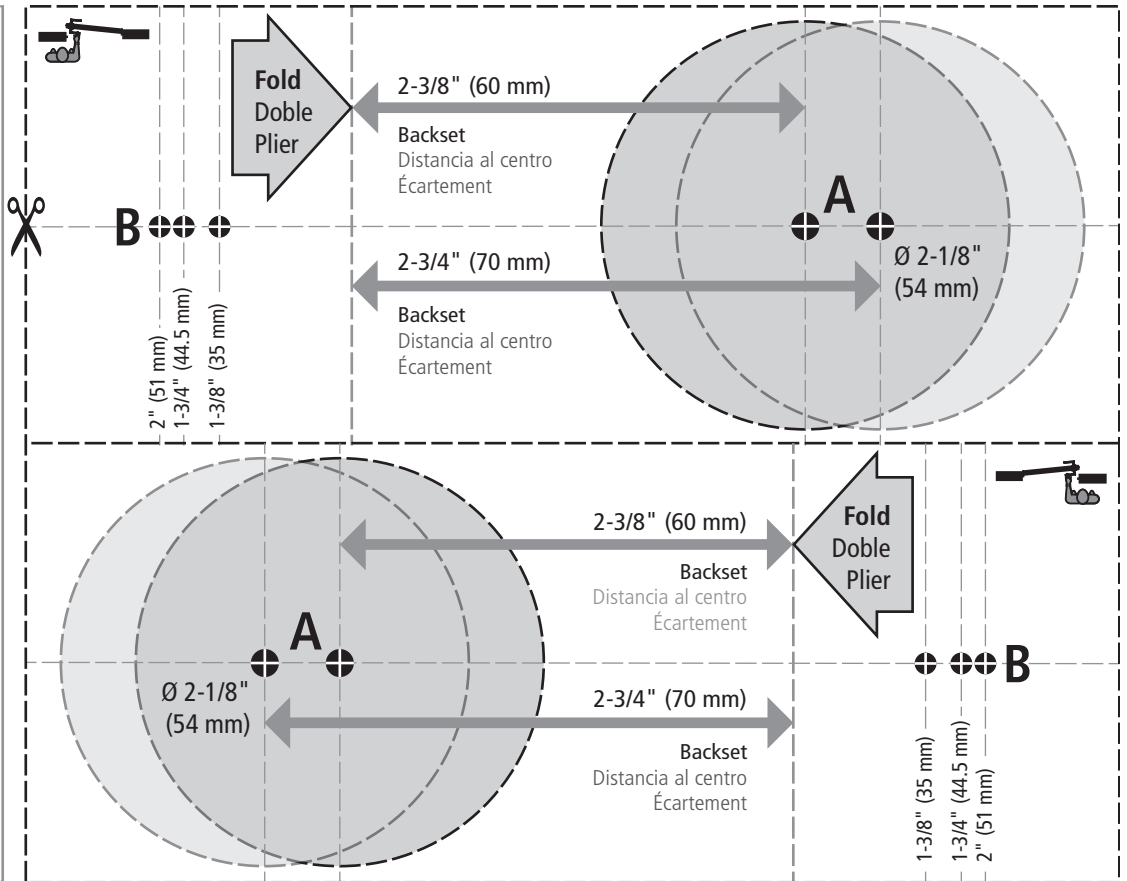 Fold
Doble
Plier
2-3/8" (60 mm)
Backset
Distancia al centro
Écartement
A
B
2-3/4" (70 mm)
Backset
Distancia al centro
Écartement
Ø 2-1/8"
(54 mm)
2" (51 mm)
1-3/4" (44.5 mm)
1-3/8" (35 mm)
2-3/8" (60 mm)
Backset
Distancia al centro
Écartement
Fold
Doble
Plier
A
B
Ø 2-1/8"
(54 mm)
2-3/4" (70 mm)
Backset
Distancia al centro
Écartement
1-3/8" (35 mm)
1-3/4" (44.5 mm)
2" (51 mm)